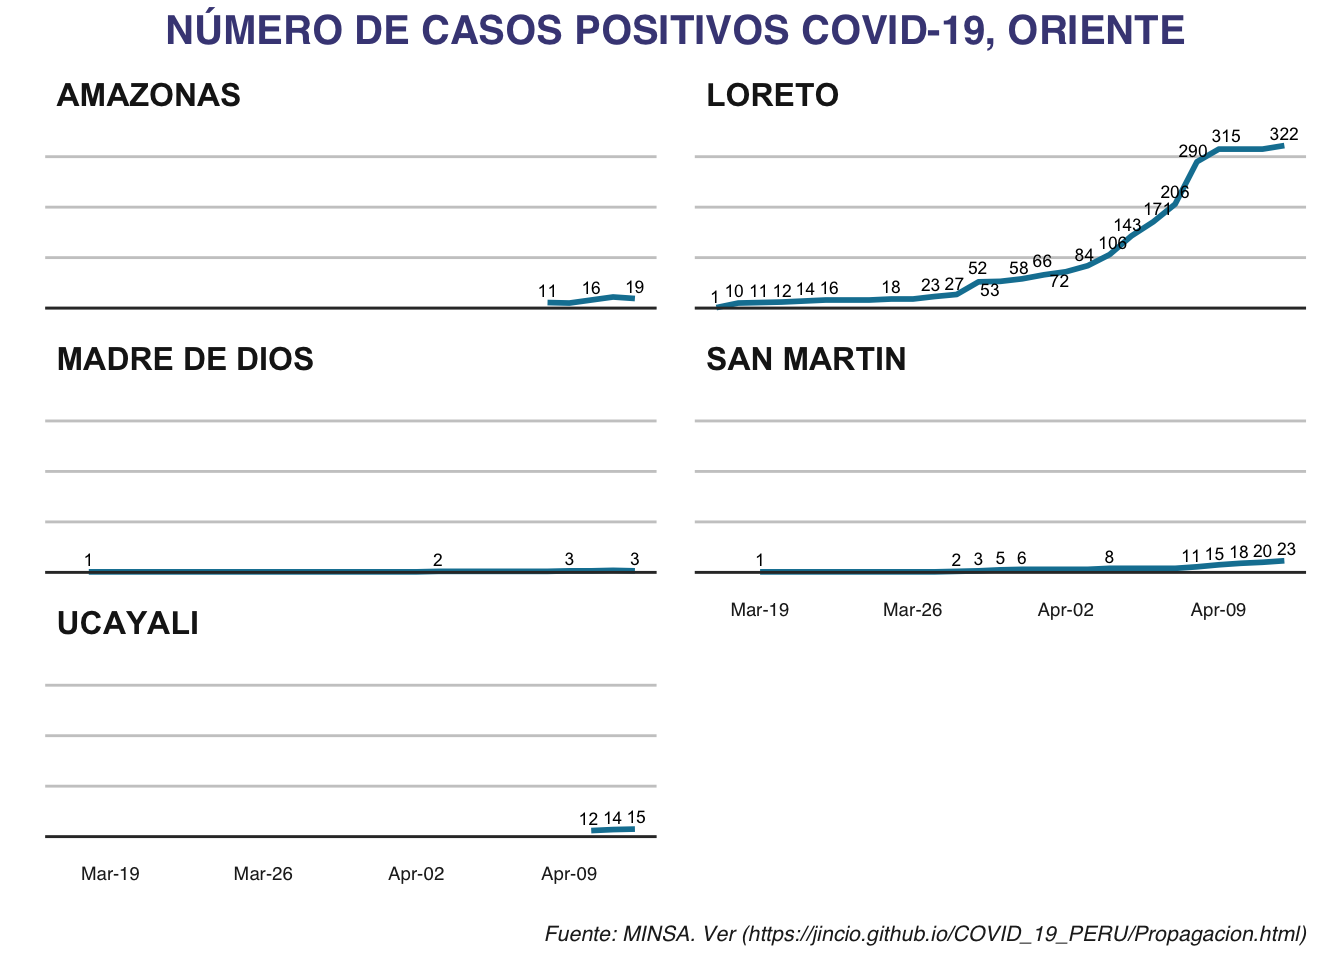 NÚMERO DE CASOS POSITIVOS COVID-19, ORIENTE
AMAZONAS
11 16 19
LORETO
1 10 11 12 14 16 18 23 27 52 53 58 66 72 84 106 143 171 206 290 315 322
MADRE DE DIOS
1 2 3 3
SAN MARTIN
1 2 3 5 6 8 11 15 18 20 23
Mar-19 Mar-26 Apr-02 Apr-09
UCAYALI
12 14 15
Mar-19 Mar-26 Apr-02 Apr-09
Fuente: MINSA. Ver (https://jincio.github.io/COVID_19_PERU/Propagacion.html)